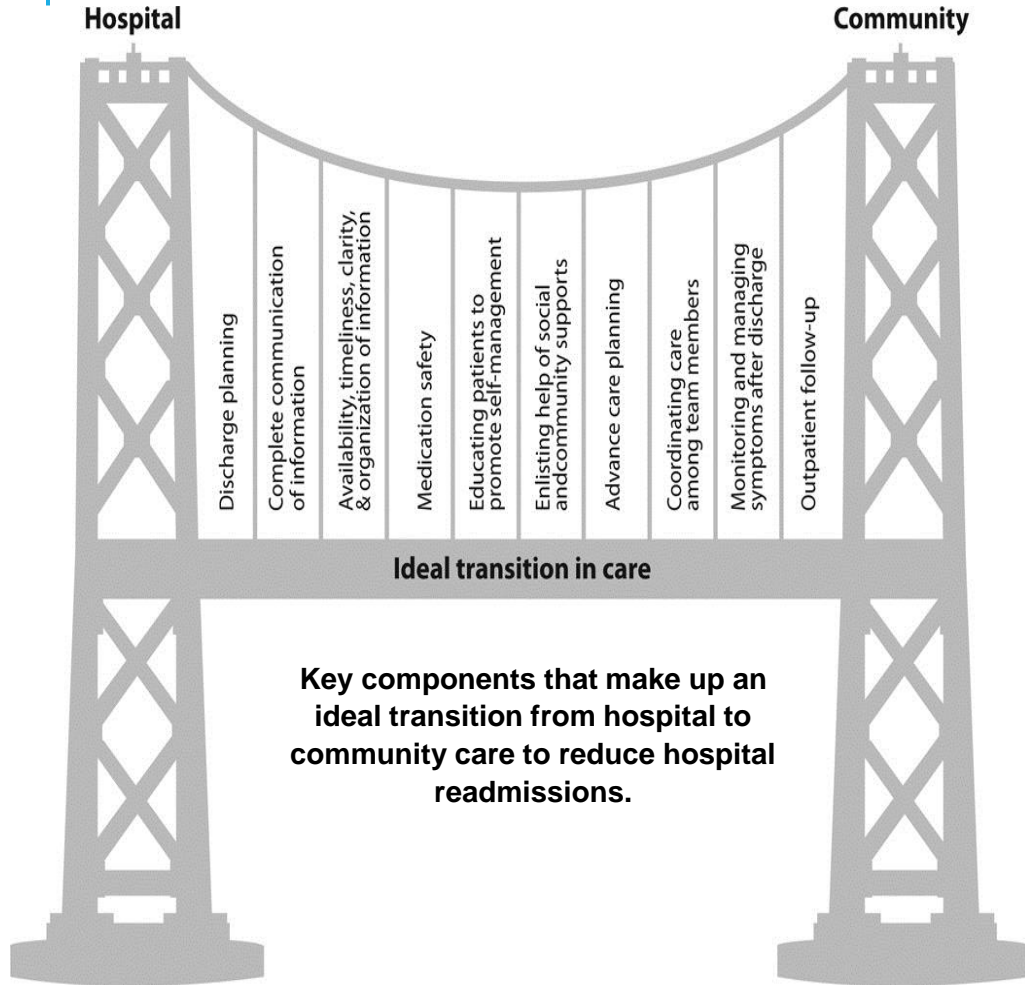 Hospital
Community
Discharge planning
Complete communication
of information
Availability, timeliness, clarity,
& organization of information
Medication safety
Educating patients to
promote self-management
Enlisting help of social
andcommunity supports
Advance care planning
Coordinating care
among team members
Monitoring and managing
symptoms after discharge
Outpatient follow-up
Ideal transition in care
Key components that make up an
ideal transition from hospital to
community care to reduce hospital
readmissions.